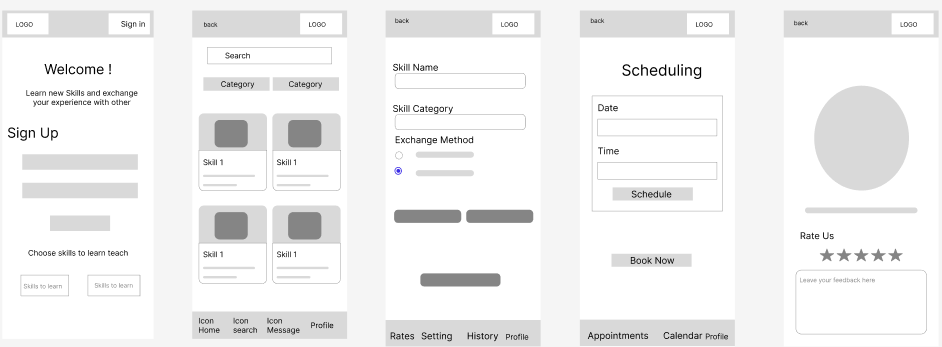 LOGO
Sign in
Welcome !
Learn new Skills and exchange
your experience with other
Sign Up
Choose skills to learn teach
Skills to learn
Skills to learn
back
LOGO
Search
Category
Category
Skill 1
Skill 1
Skill 1
Skill 1
Icon
Home
Icon
search
Icon
Message
Profile
back
LOGO
Skill Name
Skill Category
Exchange Method
Rates
Setting
History
Profile
back
LOGO
Scheduling
Date
Time
Schedule
Book Now
Appointments
Calendar
Profile
back
LOGO
Rate Us
Leave your feedback here